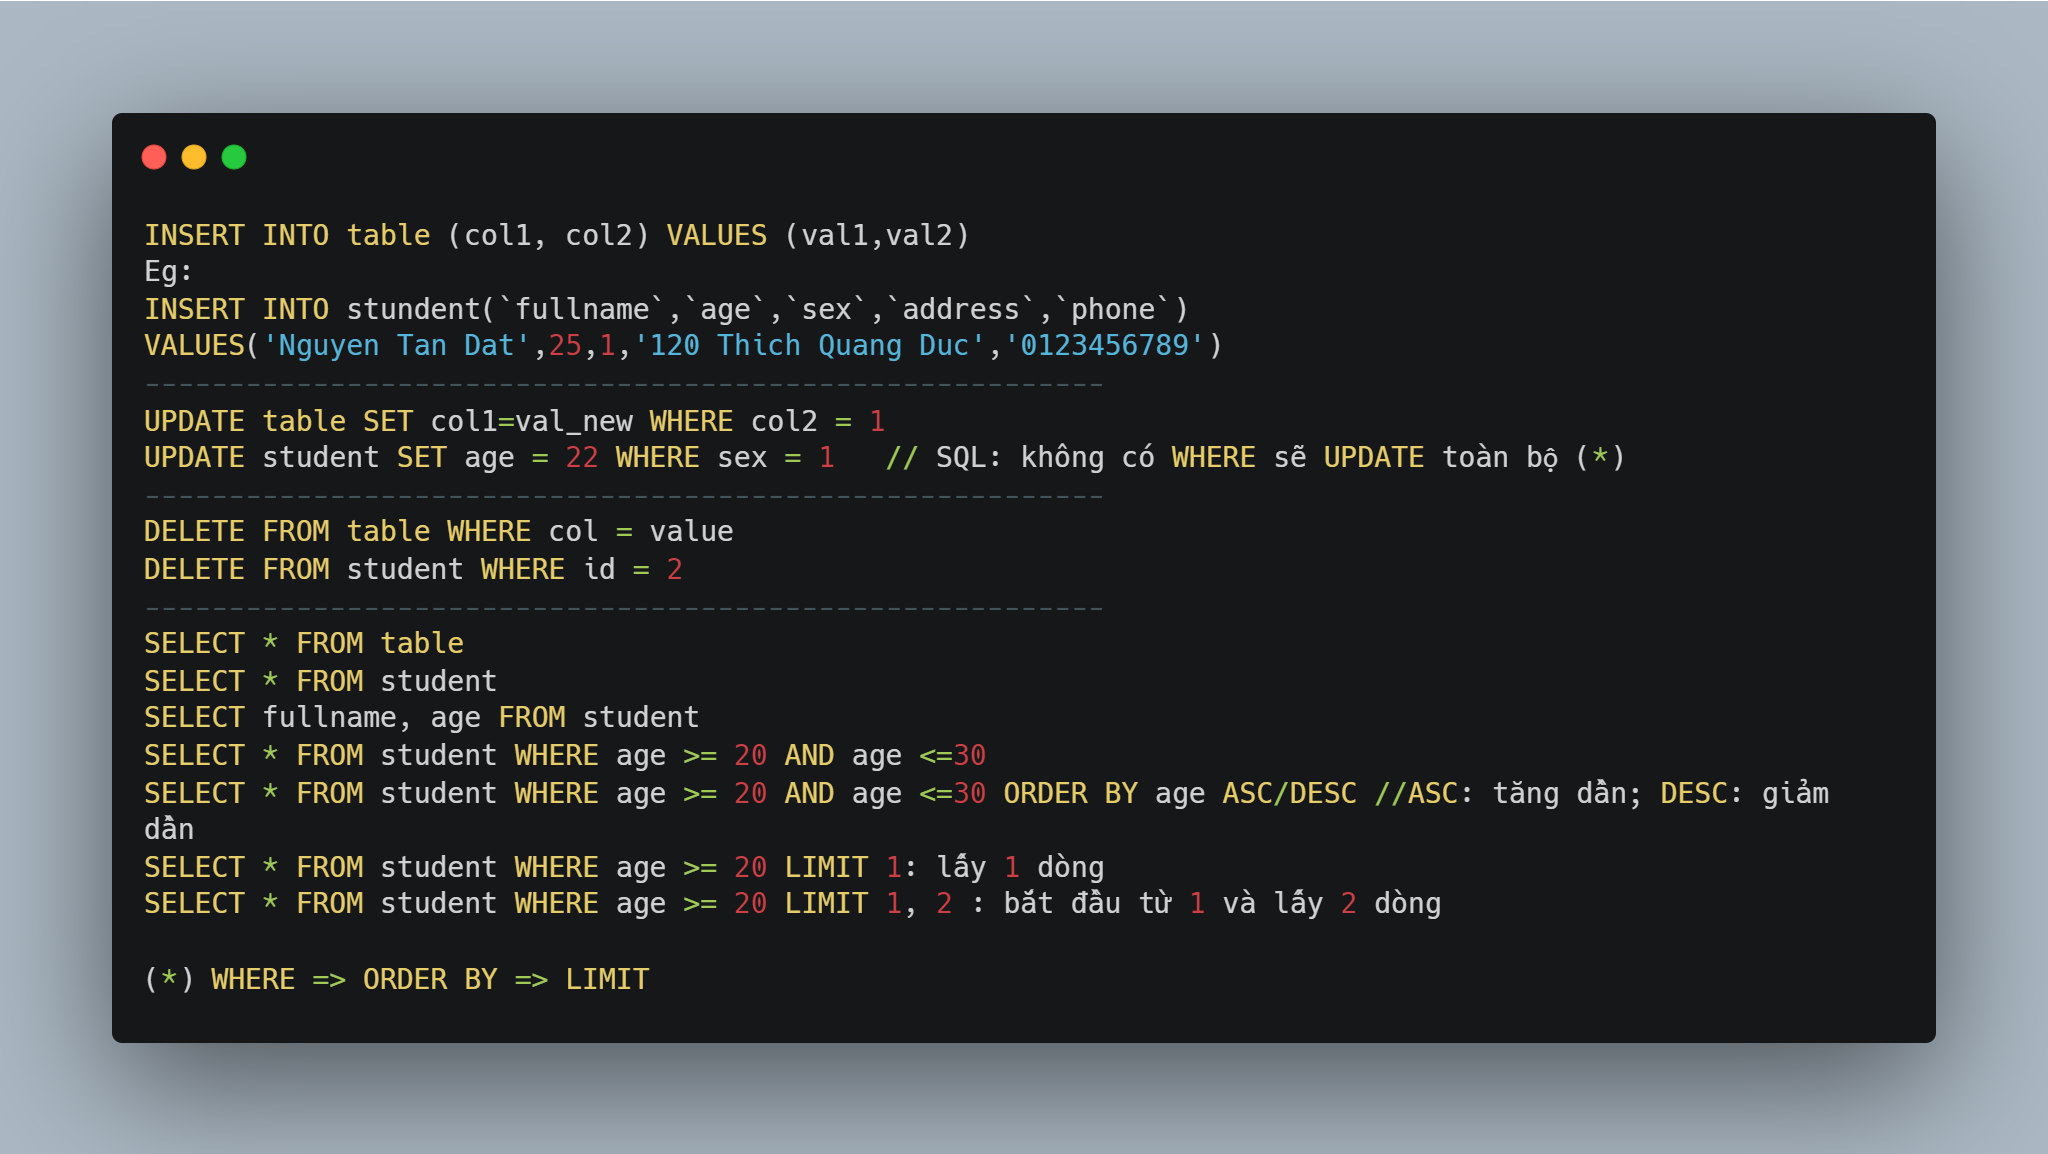 INSERT INTO table (col1, col2) VALUES (val1,val2)
Eg:
INSERT INTO stundent(`fullname`,`age`,`sex`,`address`,`phone`)
VALUES('Nguyen Tan Dat',25,1,'120 Thich Quang Duc','0123456789')
---------------------------------------------------------
UPDATE table SET col1=val_new WHERE col2 = 1
UPDATE student SET age = 22 WHERE sex = 1   // SQL: không có WHERE sẽ UPDATE toàn bộ (*)
---------------------------------------------------------
DELETE FROM table WHERE col = value
DELETE FROM student WHERE id = 2
---------------------------------------------------------
SELECT * FROM table
SELECT * FROM student
SELECT fullname, age FROM student
SELECT * FROM student WHERE age >= 20 AND age <=30
SELECT * FROM student WHERE age >= 20 AND age <=30 ORDER BY age ASC/DESC //ASC: tăng dần; DESC: giảm
dần
SELECT * FROM student WHERE age >= 20 LIMIT 1: lấy 1 dòng
SELECT * FROM student WHERE age >= 20 LIMIT 1, 2 : bắt đầu từ 1 và lấy 2 dòng
(*) WHERE => ORDER BY => LIMIT